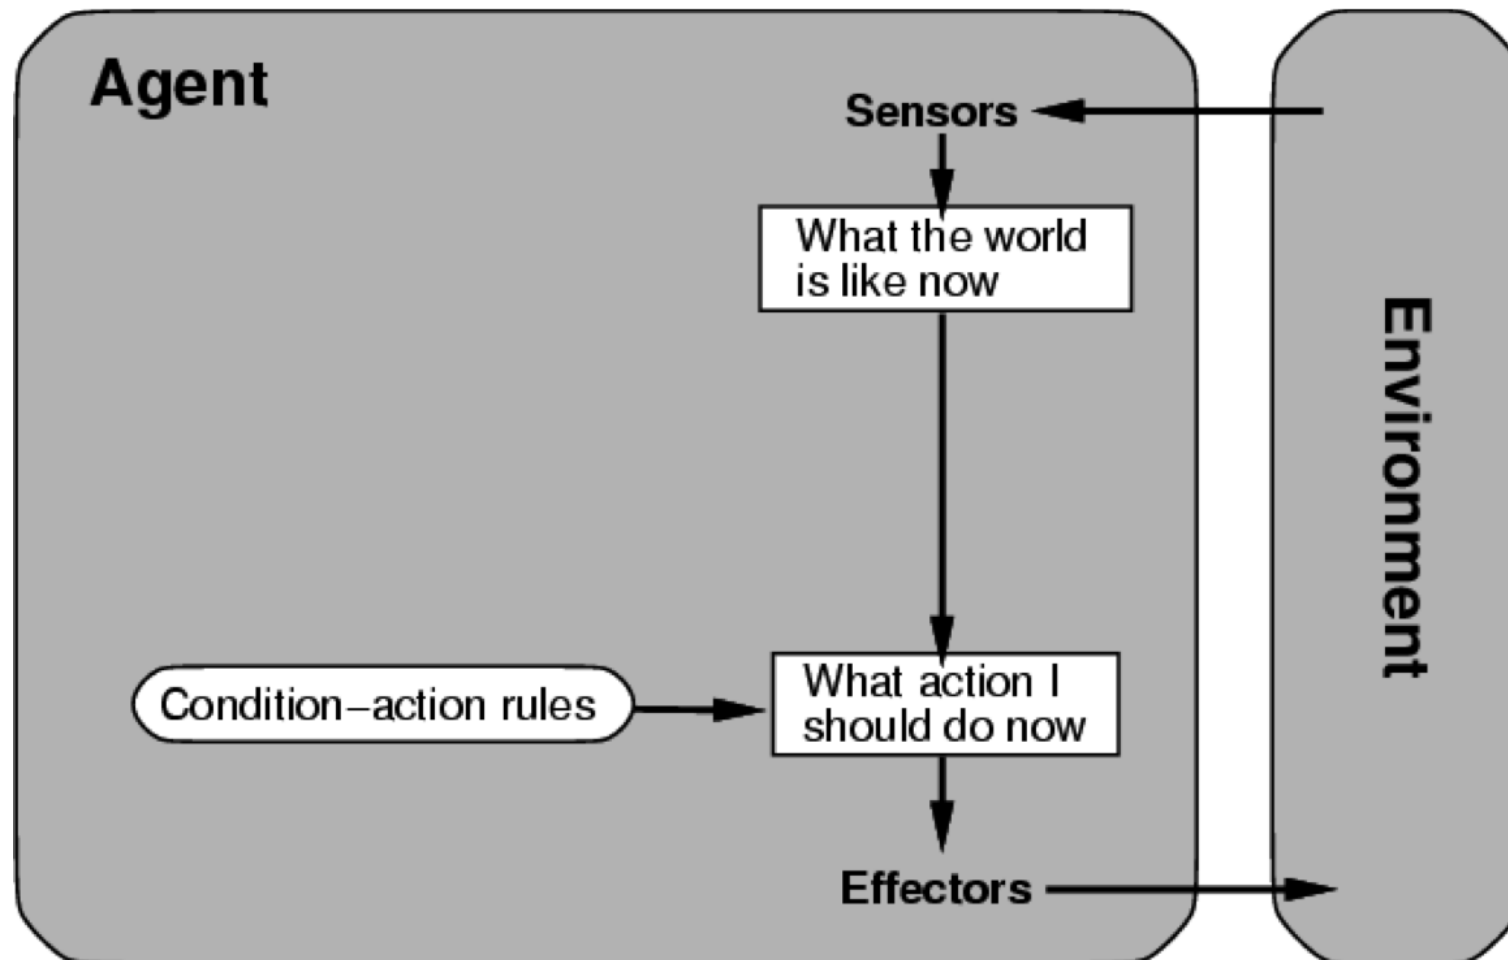 Agent
Sensors
What the world
is like now
Environment
Condition–action rules
What action I
should do now
Effectors